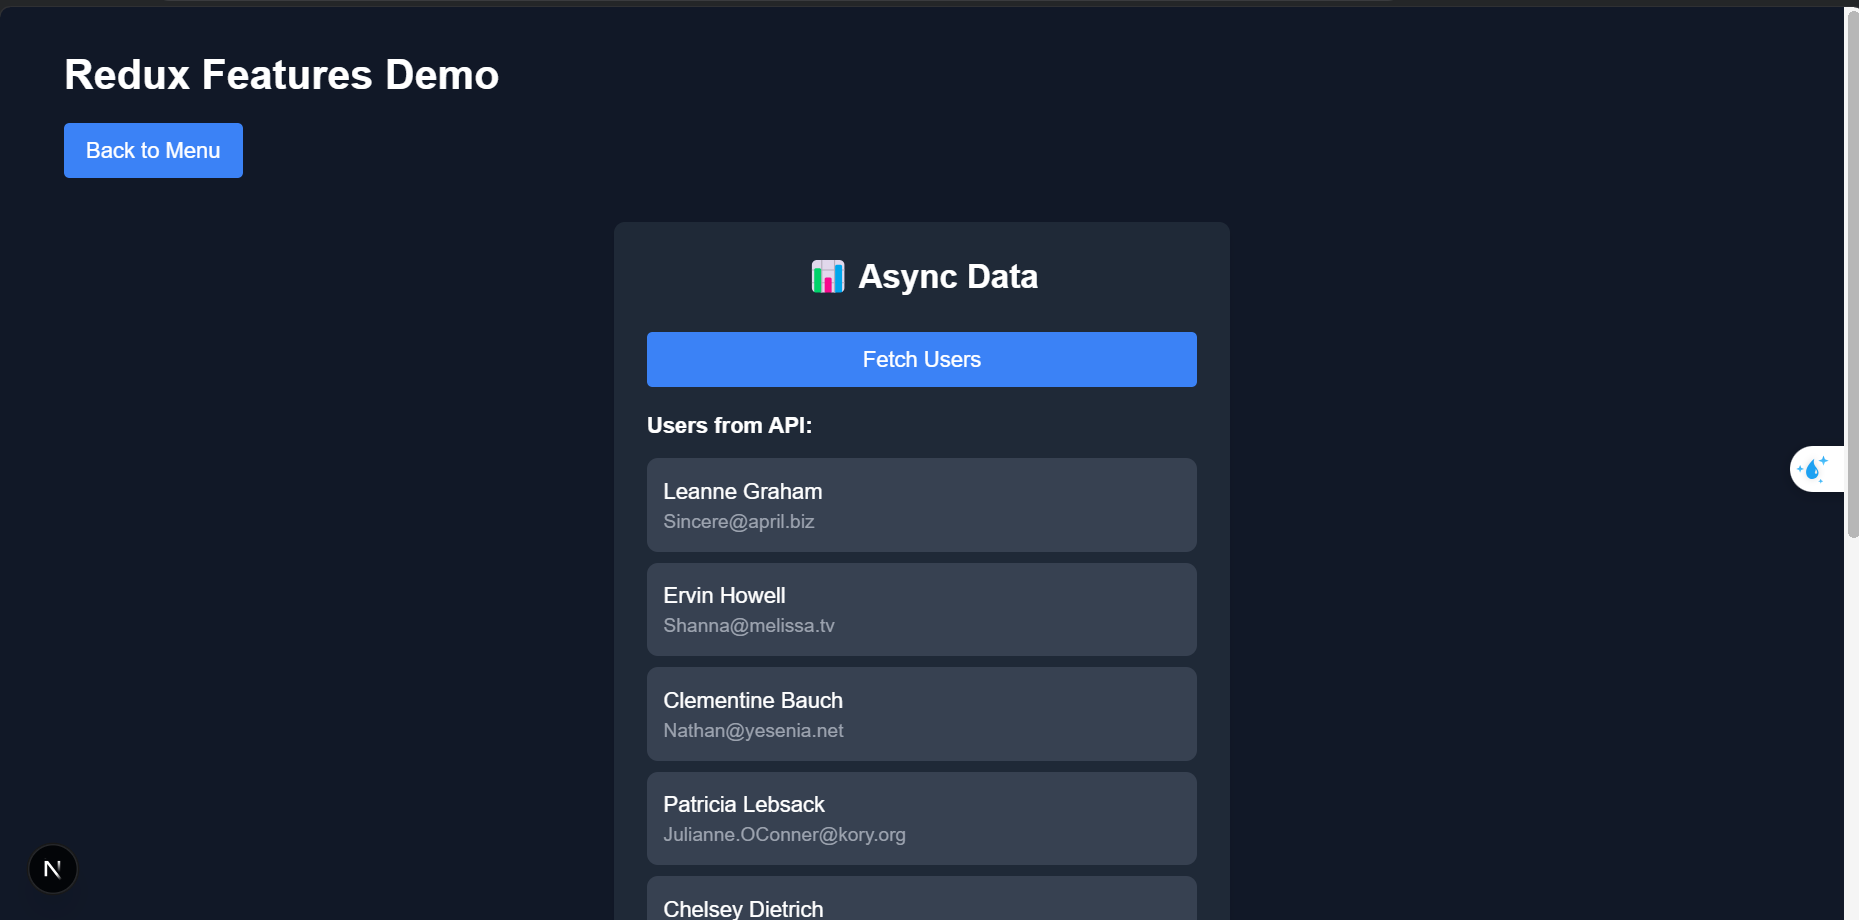 Redux Features Demo
Back to Menu
📊 Async Data
Fetch Users
Users from API:
Leanne Graham
Sincere@april.biz
Ervin Howell
Shanna@melissa.tv
Clementine Bauch
Nathan@yesenia.net
Patricia Lebsack
Julianne.OConner@kory.org
Chelsey Dietrich
N